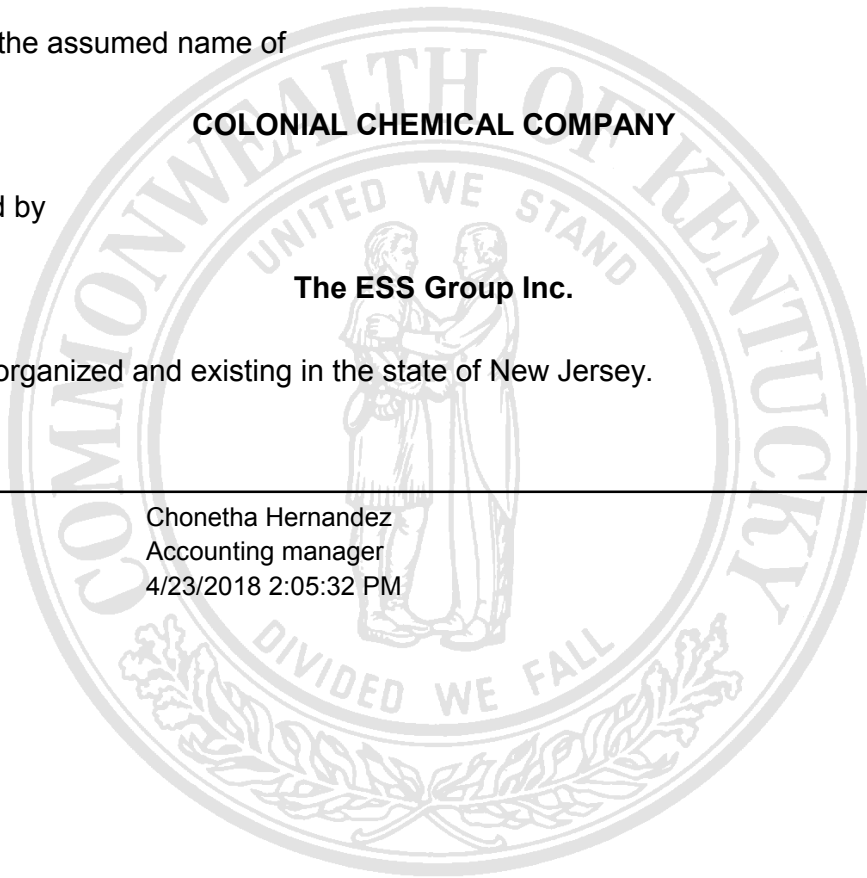 the assumed name of
COLONIAL CHEMICAL COMPANY
d by
The ESS Group Inc.
organized and existing in the state of New Jersey.
Chonetha Hernandez
Accounting manager
4/23/2018 2:05:32 PM
COMMONWEALTH OF KENTUCKY
UNITED WE STAND
DIVIDED WE FALL